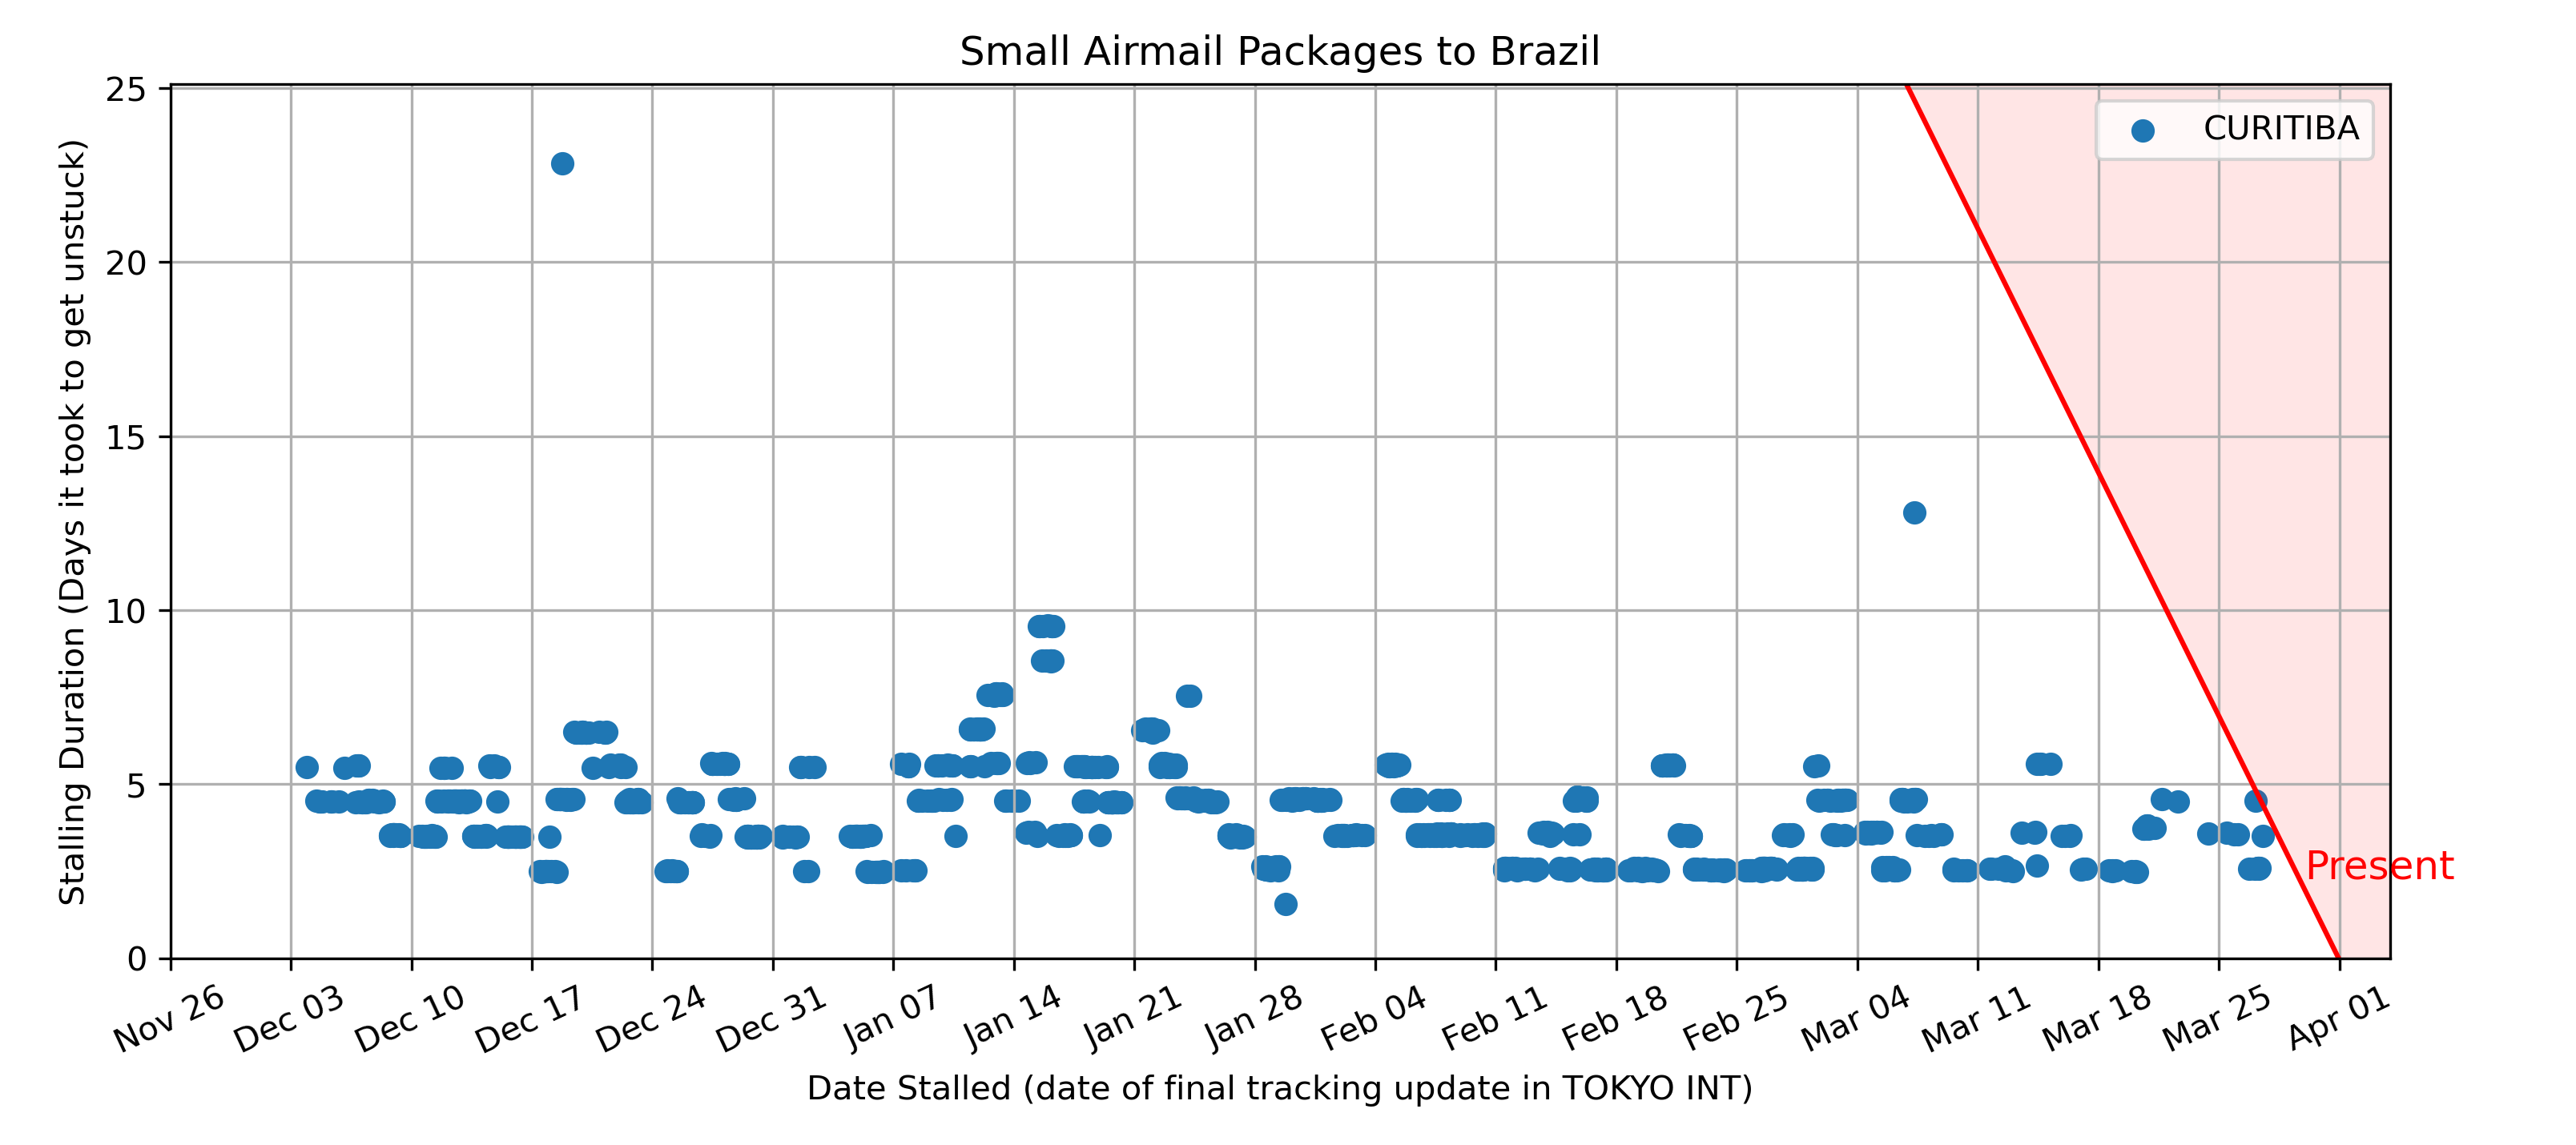 Small Airmail Packages to Brazil
Stalling Duration (Days it took to get unstuck)
25
20
15
10
5
0
CURITIBA
Present
Nov 26
Dec 03
Dec 10
Dec 17
Dec 24
Dec 31
Jan 07
Jan 14
Jan 21
Jan 28
Feb 04
Feb 11
Feb 18
Feb 25
Mar 04
Mar 11
Mar 18
Mar 25
Apr 01
Date Stalled (date of final tracking update in TOKYO INT)